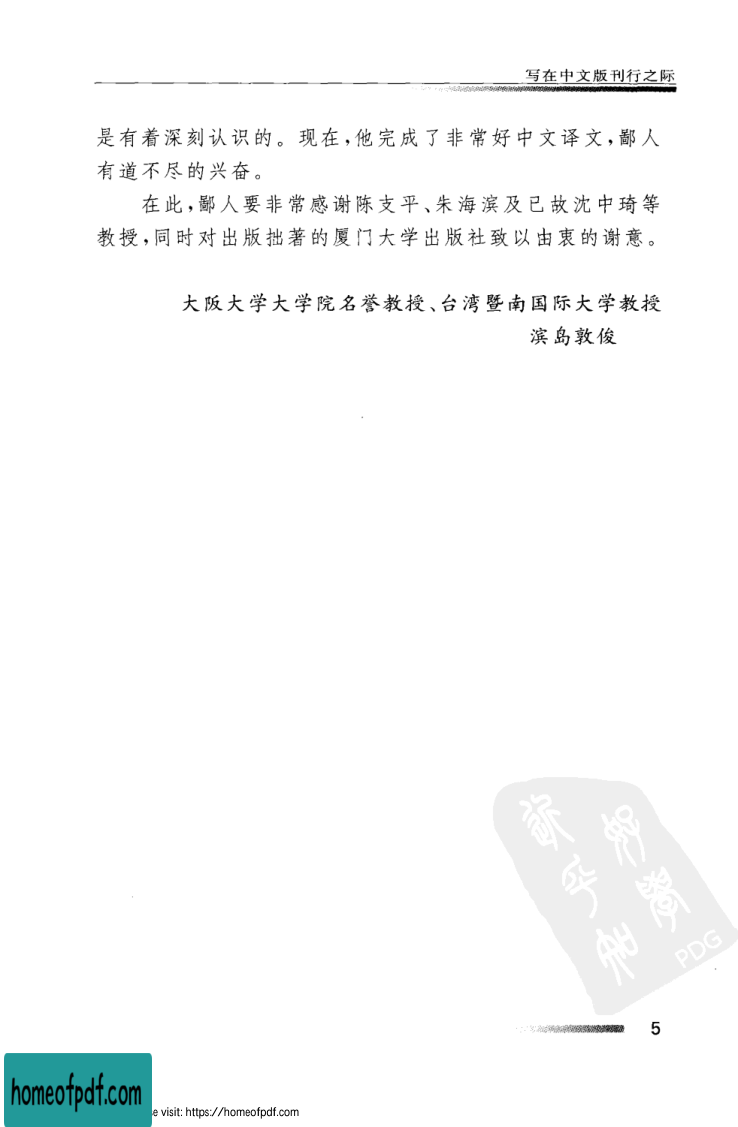 写在中文版刊行之际
是有着深刻认识的。现在,他完成了非常好中文译文,鄙人
有道不尽的兴奋。
在此,鄙人要非常感谢陈支平、朱海滨及已故沈中琦等
教授,同时对出版拙著的厦门大学出版社致以由衷的谢意。
大阪大学大学院名誉教授、台湾暨南国际大学教授
滨岛敦俊
好學
近乎知
PDG
5
homeofpdf.com
e visit: https://homeofpdf.com